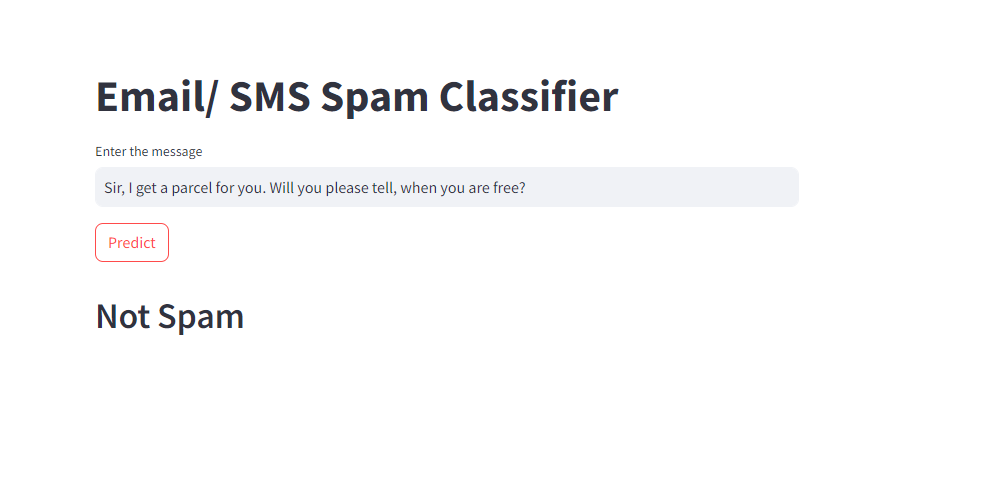 Email/ SMS Spam Classifier
Enter the message
Sir, I get a parcel for you. Will you please tell, when you are free?
Predict
Not Spam